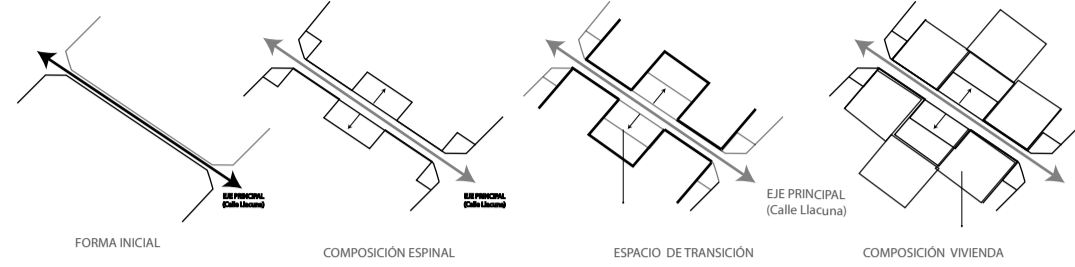 EJE PRINCIPAL
(Calle Llacuna)
FORMA INICIAL
EJE PRINCIPAL
(Calle Llacuna)
COMPOSICIÓN ESPINAL
EJE PRINCIPAL
(Calle Llacuna)
ESPACIO DE TRANSICIÓN
COMPOSICIÓN VIVIENDA